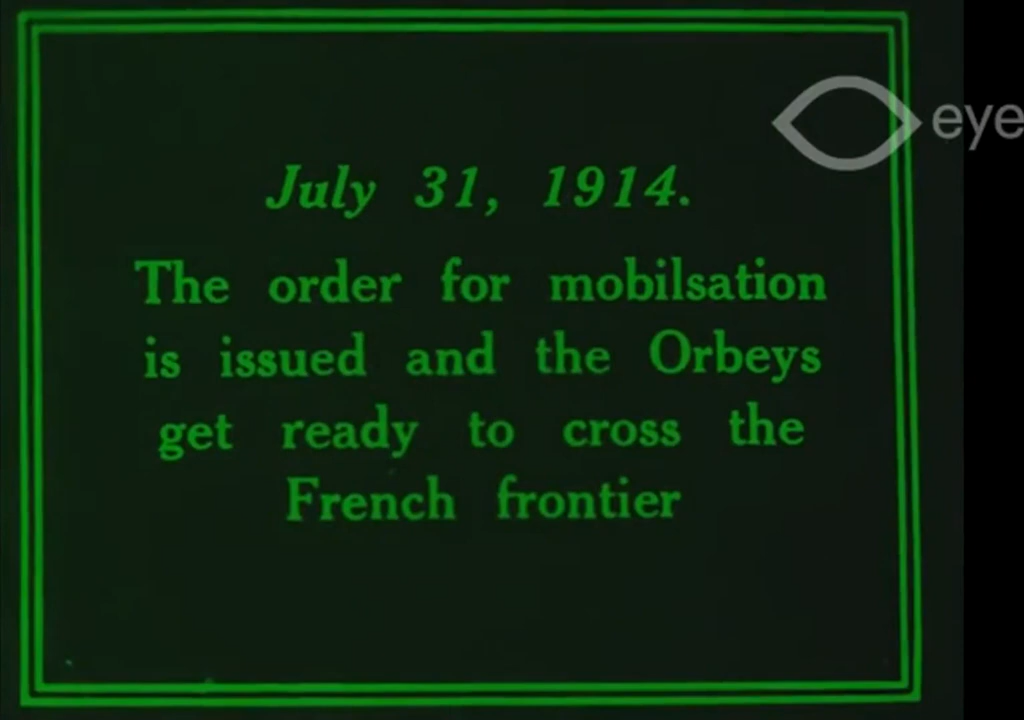 eye
July 31, 1914.
The order for mobilsation
is issued and the Orbeys
get ready to cross the
French frontier